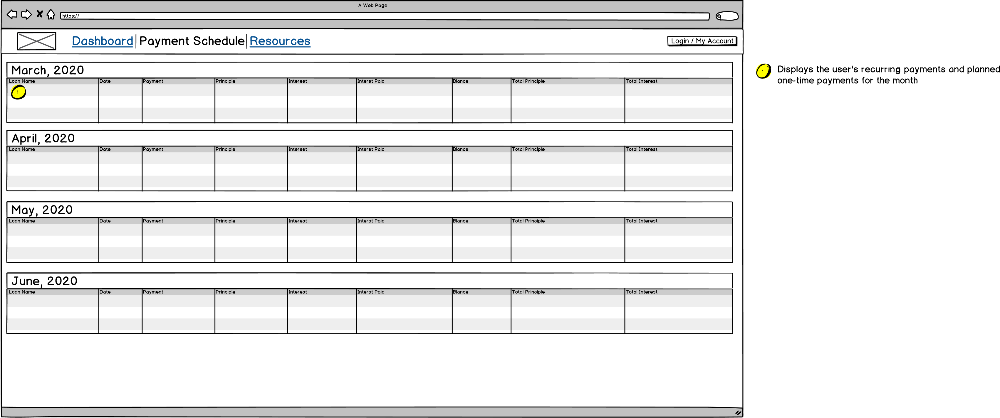 A Web Page
https://
Dashboard Payment Schedule Resources
Login / My Account
March, 2020
Loan Name Date Payment Principle Interest Interst Paid Blance Total Principle Total Interest
1
April, 2020
Loan Name Date Payment Principle Interest Interst Paid Blance Total Principle Total Interest
May, 2020
Loan Name Date Payment Principle Interest Interst Paid Blance Total Principle Total Interest
June, 2020
Loan Name Date Payment Principle Interest Interst Paid Blance Total Principle Total Interest
1 Displays the user's recurring payments and planned
one-time payments for the month